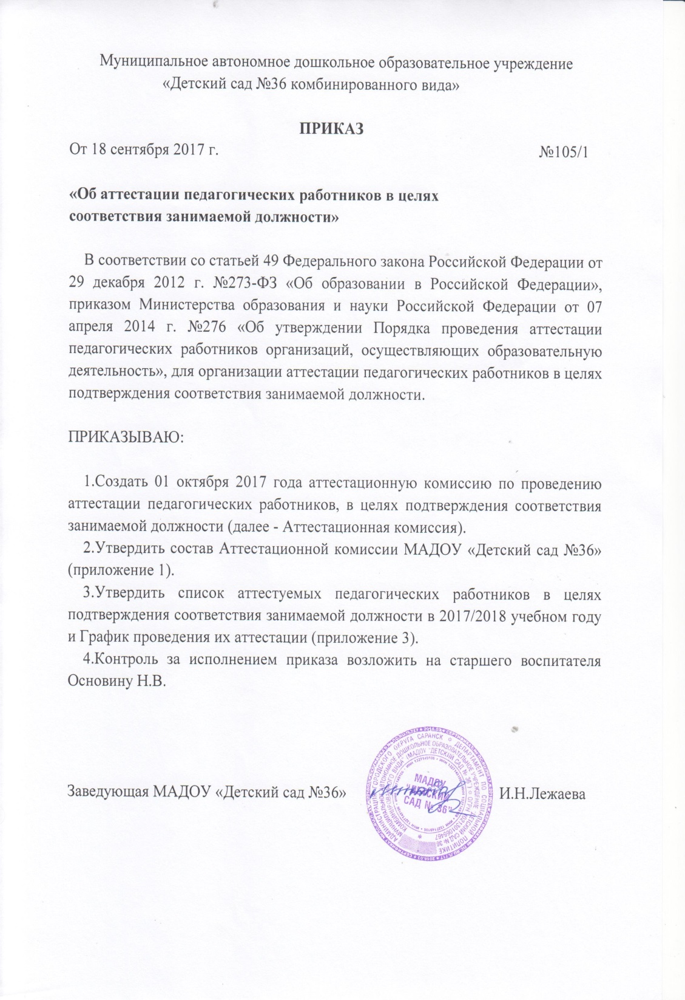 Муниципальное автономное дошкольное образовательное учреждение
«Детский сад №36 комбинированного вида»
ПРИКАЗ
От 18 сентября 2017 г. №105/1
«Об аттестации педагогических работников в целях
соответствия занимаемой должности»
В соответствии со статьей 49 Федерального закона Российской Федерации от
29 декабря 2012 г. №273-ФЗ «Об образовании в Российской Федерации»,
приказом Министерства образования и науки Российской Федерации от 07
апреля 2014 г. №276 «Об утверждении Порядка проведения аттестации
педагогических работников организаций, осуществляющих образовательную
деятельность», для организации аттестации педагогических работников в целях
подтверждения соответствия занимаемой должности.
ПРИКАЗЫВАЮ:
1.Создать 01 октября 2017 года аттестационную комиссию по проведению
аттестации педагогических работников, в целях подтверждения соответствия
занимаемой должности (далее - Аттестационная комиссия).
2.Утвердить состав Аттестационной комиссии МАДОУ «Детский сад №36»
(приложение 1).
3.Утвердить список аттестуемых педагогических работников в целях
подтверждения соответствия занимаемой должности в 2017/2018 учебном году
и График проведения их аттестации (приложение 3).
4.Контроль за исполнением приказа возложить на старшего воспитателя
Основину Н.В.
Заведующая МАДОУ «Детский сад №36» И.Н.Лежаева
МАДОУ
"ДЕТСКИЙ
САД № 36"